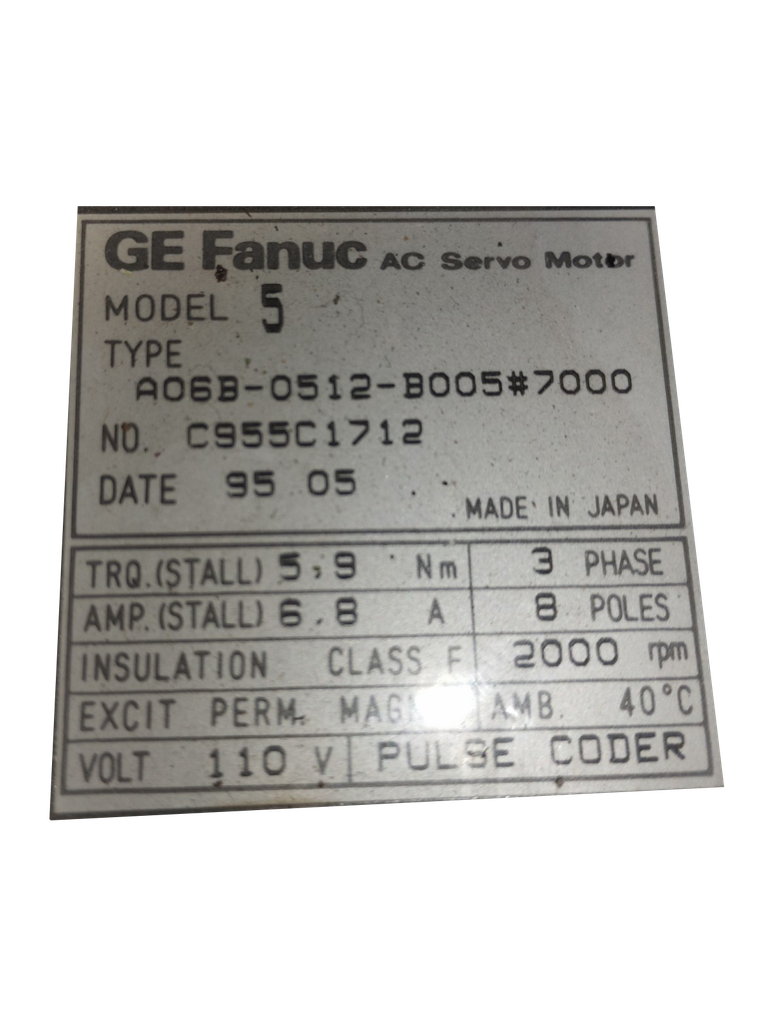 GE Fanuc AC Servo Motor
MODEL 5
TYPE
A06B-0512-B005#7000
NO. C955C1712
DATE 95 05
MADE IN JAPAN
TRQ.(STALL) 5.9 Nm 3 PHASE
AMP.(STALL) 6.8 A 8 POLES
INSULATION CLASS F 2000 rpm
EXCIT PERM. AMB. 40°C
VOLT 110 V PULSE CODER